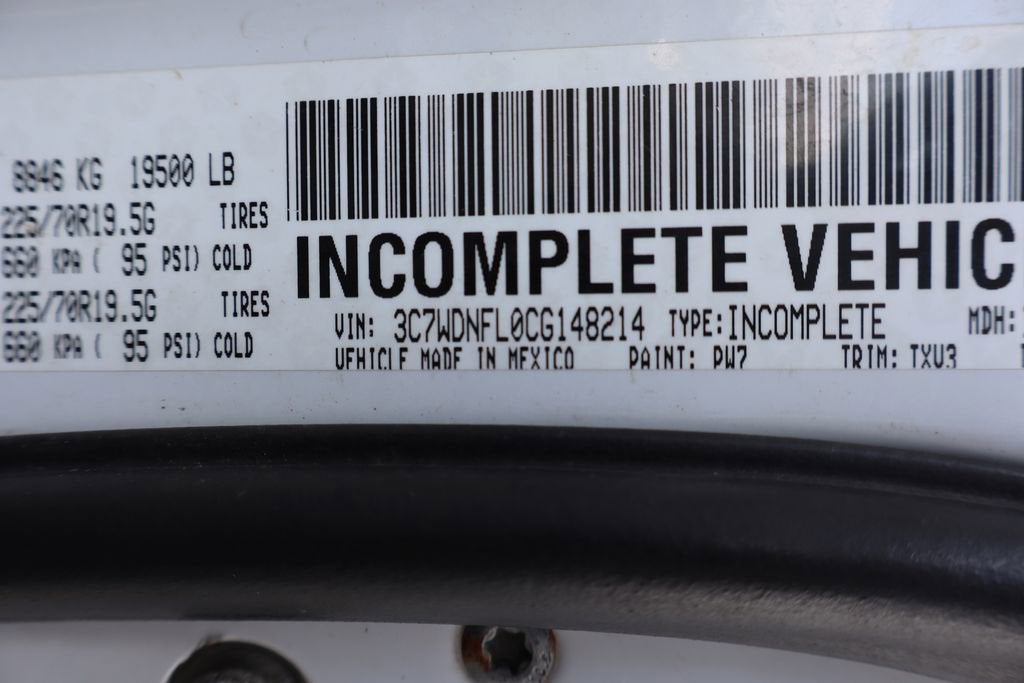 8846 KG 19500 LB
225/70R19.5G TIRES
660 KPA ( 95 PSI) COLD
225/70R19.5G TIRES
660 KPA ( 95 PSI) COLD
INCOMPLETE VEHIC
VIN: 3C7WDNFL0CG148214 TYPE: INCOMPLETE MDH:
VEHICLE MADE IN MEXICO PAINT: PW7 TRIM: TXV3